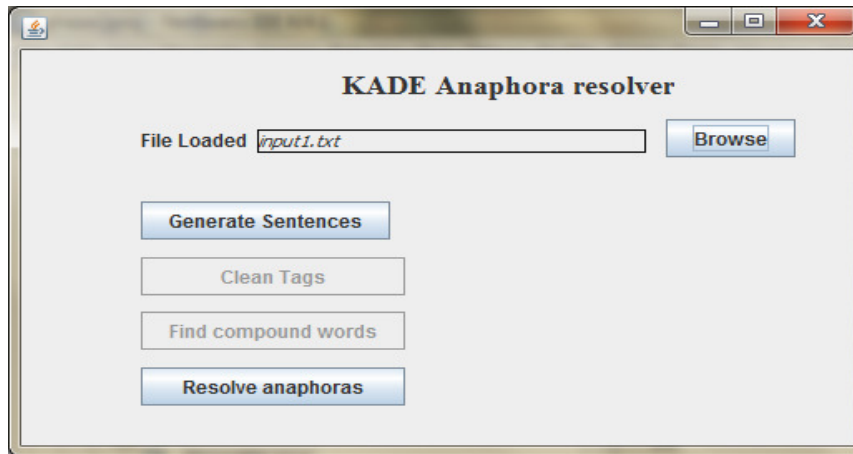 KADE Anaphora resolver
File Loaded input1.txt Browse
Generate Sentences
Clean Tags
Find compound words
Resolve anaphoras